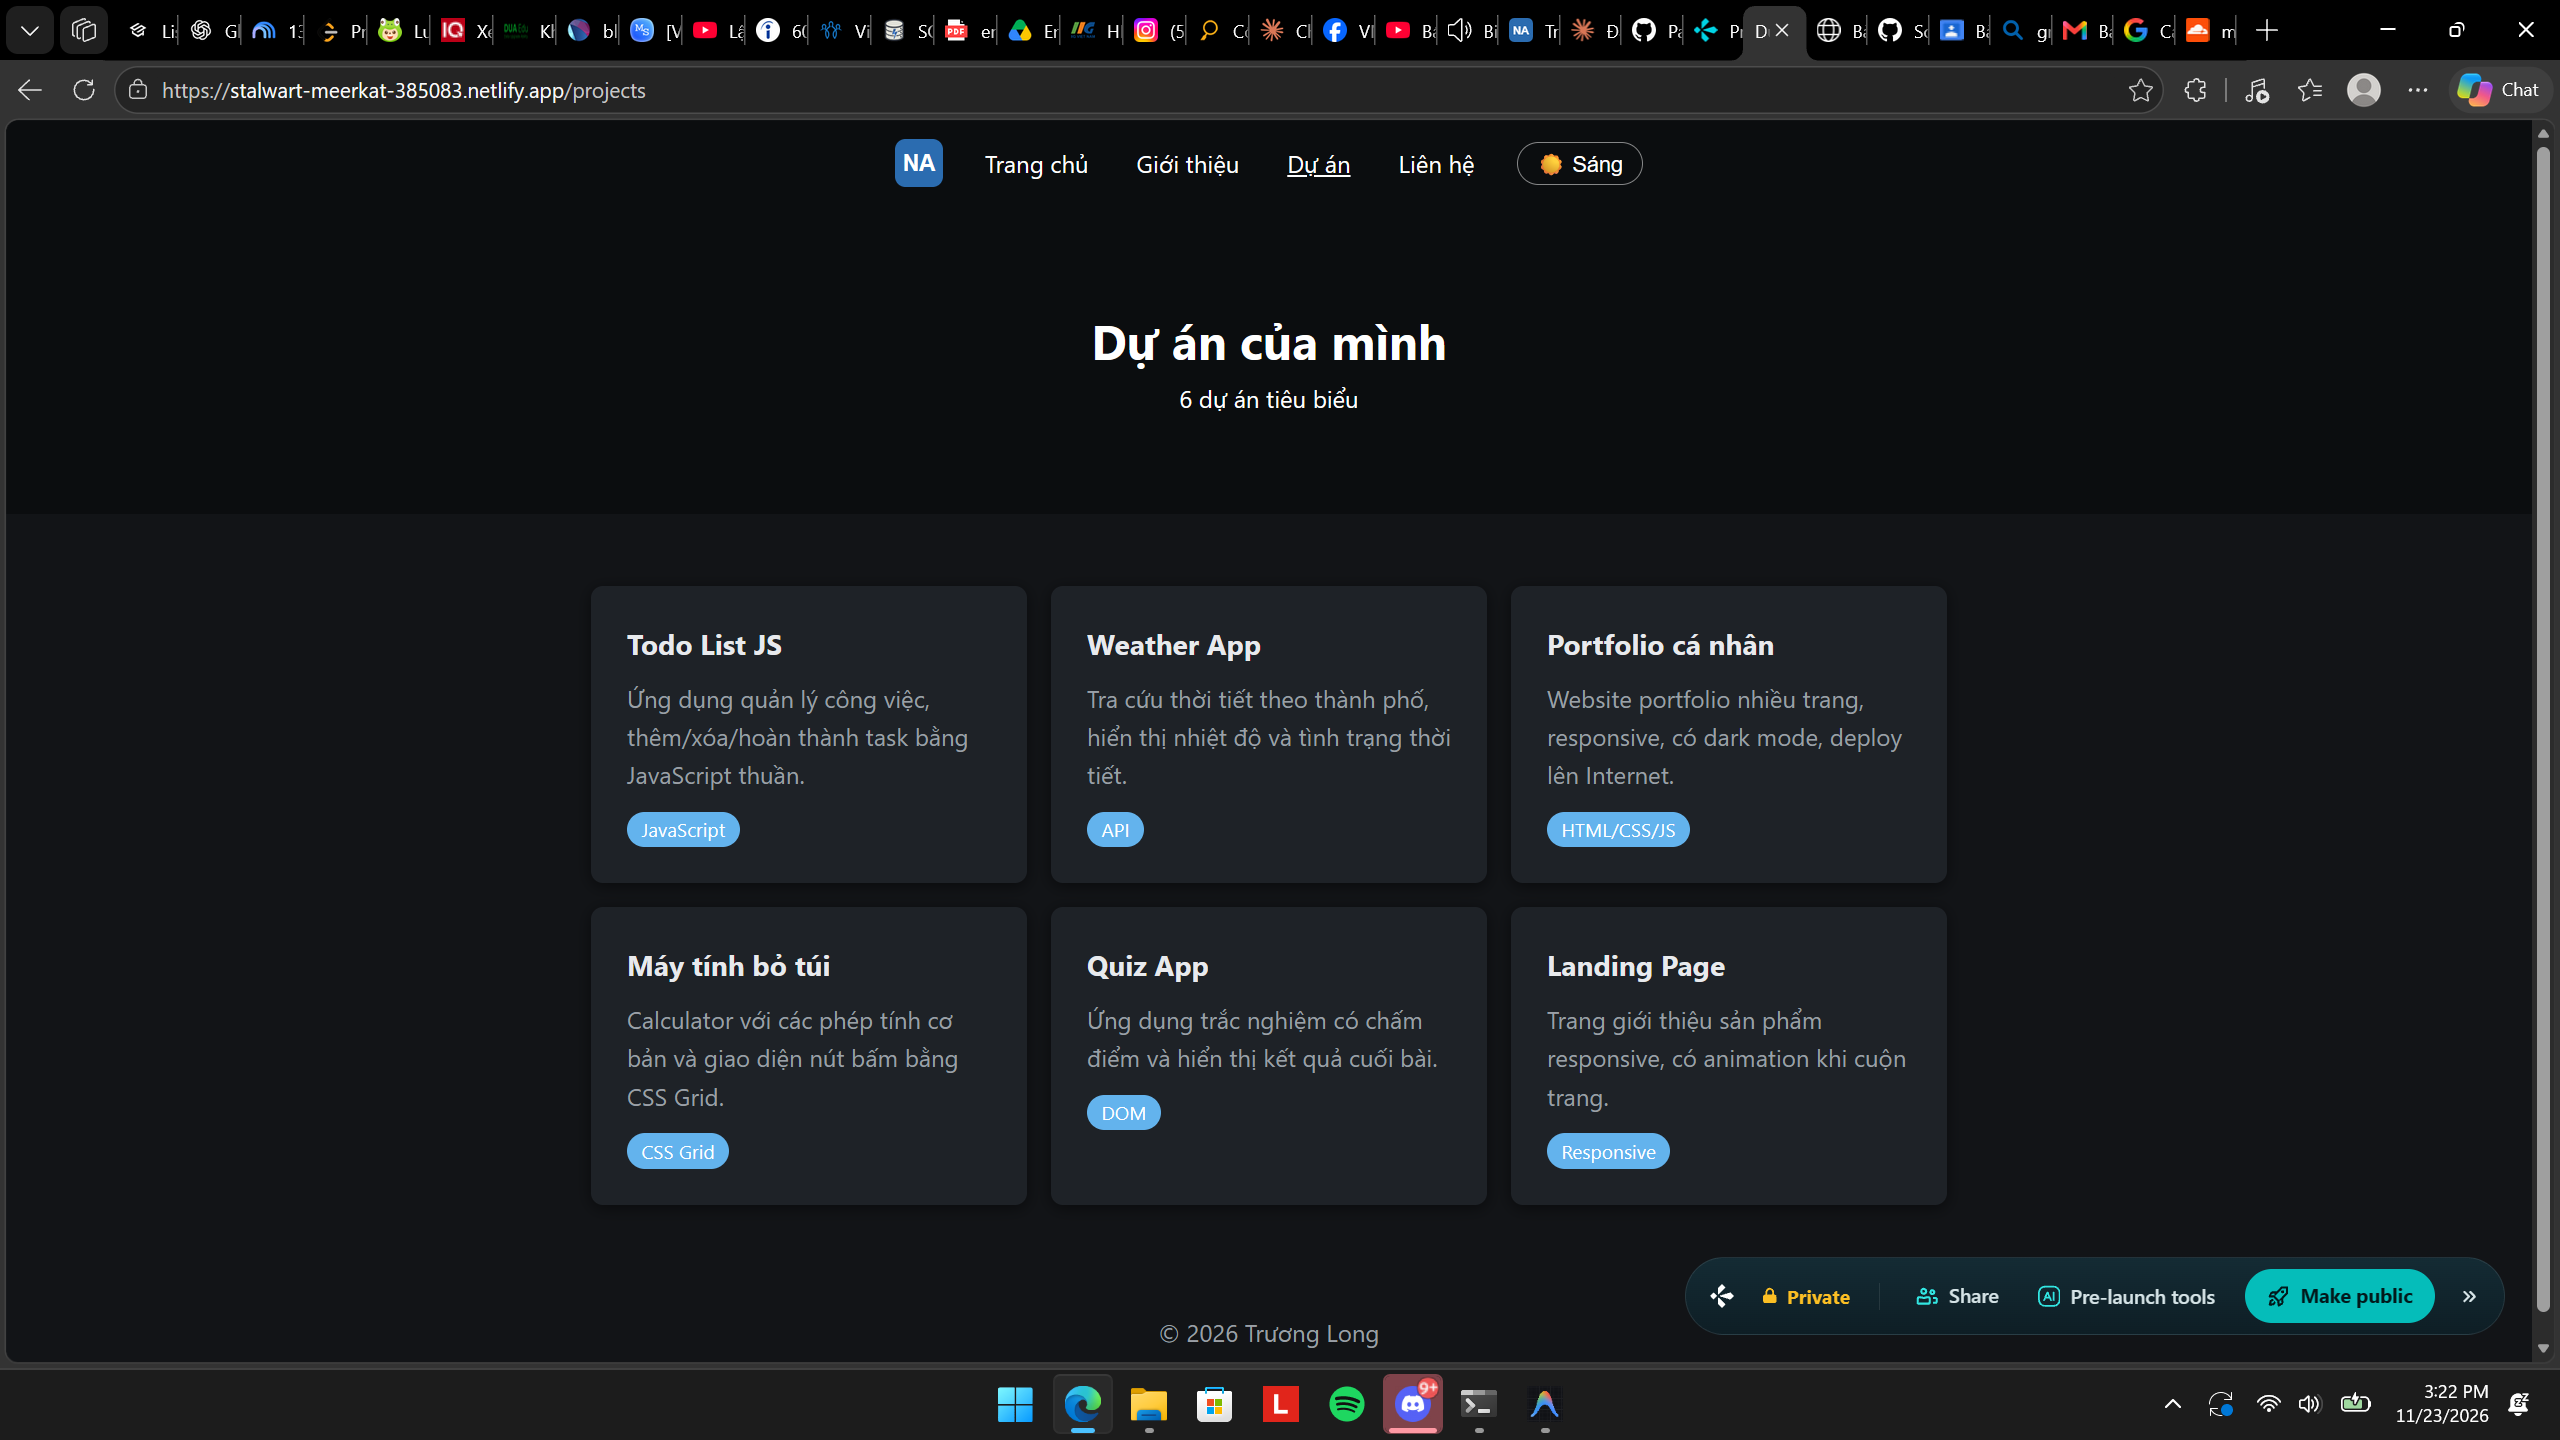 https://stalwart-meerkat-385083.netlify.app/projects
Chat
NA
Trang chủ
Giới thiệu
Dự án
Liên hệ
Sáng
Dự án của mình
6 dự án tiêu biểu
Todo List JS
Ứng dụng quản lý công việc,
thêm/xóa/hoàn thành task bằng
JavaScript thuần.
JavaScript
Weather App
Tra cứu thời tiết theo thành phố,
hiển thị nhiệt độ và tình trạng thời
tiết.
API
Portfolio cá nhân
Website portfolio nhiều trang,
responsive, có dark mode, deploy
lên Internet.
HTML/CSS/JS
Máy tính bỏ túi
Calculator với các phép tính cơ
bản và giao diện nút bấm bằng
CSS Grid.
CSS Grid
Quiz App
Ứng dụng trắc nghiệm có chấm
điểm và hiển thị kết quả cuối bài.
DOM
Landing Page
Trang giới thiệu sản phẩm
responsive, có animation khi cuộn
trang.
Responsive
Private
Share
AI
Pre-launch tools
Make public
© 2026 Trương Long
L
9+
3:22 PM
11/23/2026